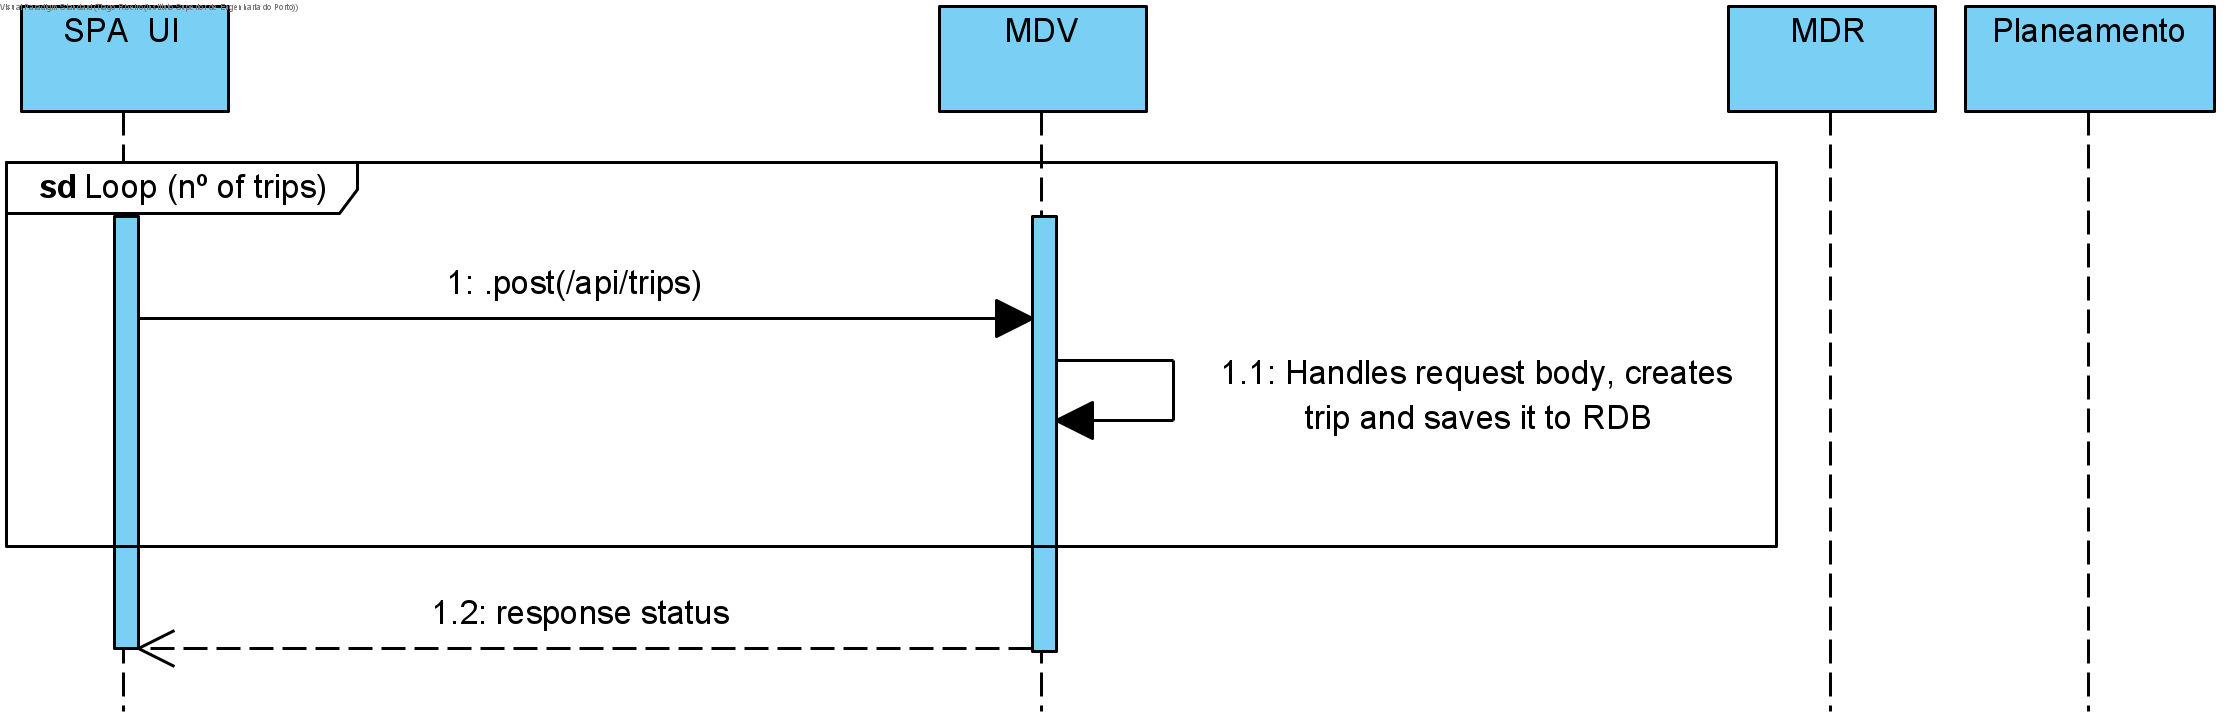 SPA UI
MDV
MDR
Planeamento
sd Loop (nº of trips)
1: .post(/api/trips)
1.1: Handles request body, creates
trip and saves it to RDB
1.2: response status